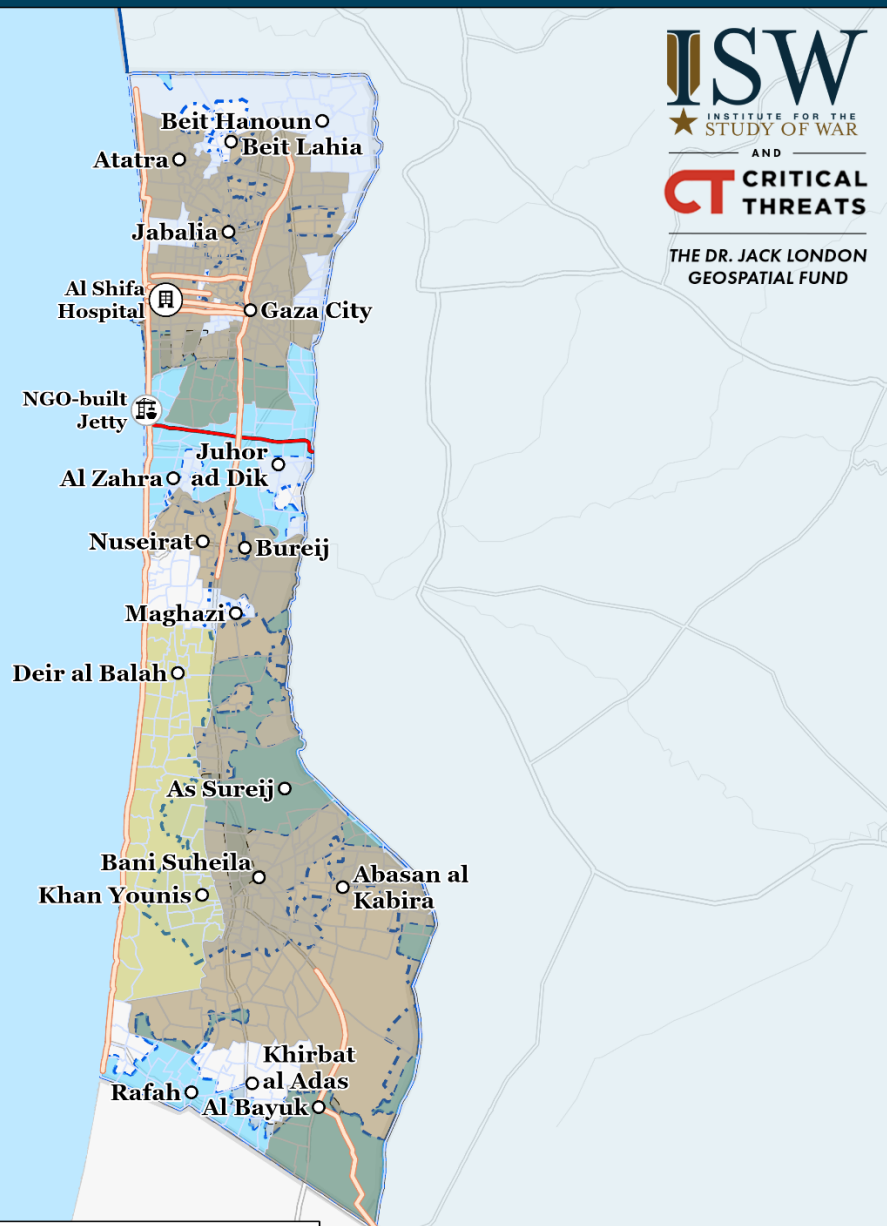 ISW
INSTITUTE FOR THE
STUDY OF WAR
AND
CT CRITICAL
THREATS
THE DR. JACK LONDON
GEOSPATIAL FUND
Beit Hanoun
Beit Lahia
Atatra
Jabalia
Al Shifa
Hospital
Gaza City
NGO-built
Jetty
Juhor
ad Dik
Al Zahra
Nuseirat
Bureij
Maghazi
Deir al Balah
As Sureij
Bani Suheila
Abasan al
Kabira
Khan Younis
Khirbat
al Adas
Rafah
Al Bayuk